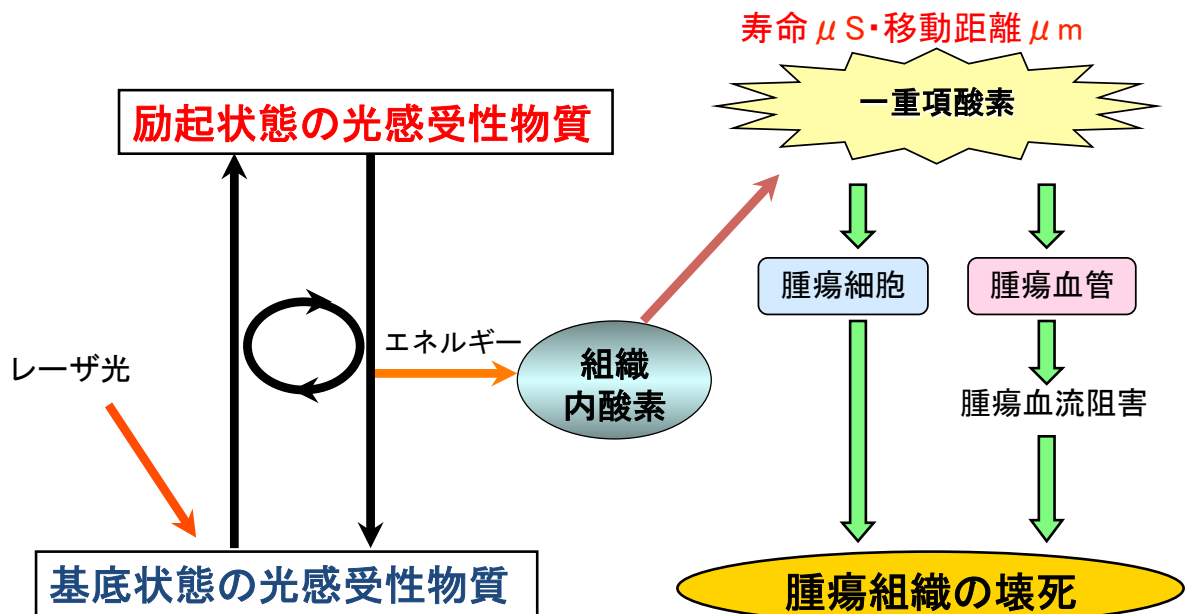 寿命μS・移動距離μm
一重項酸素
励起状態の光感受性物質
腫瘍細胞
腫瘍血管
エネルギー
組織
内酸素
レーザ光
腫瘍血流阻害
基底状態の光感受性物質
腫瘍組織の壊死